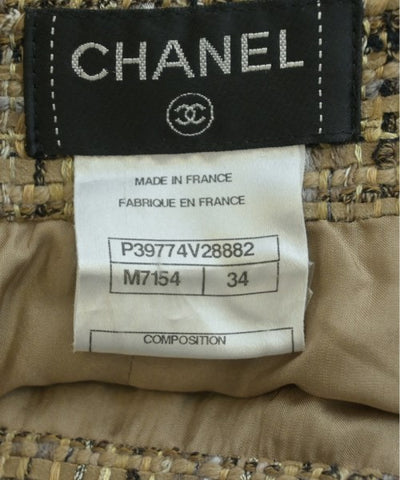 CHANEL
MADE IN FRANCE
FABRIQUE EN FRANCE
P39774V28882
M7154 34
COMPOSITION